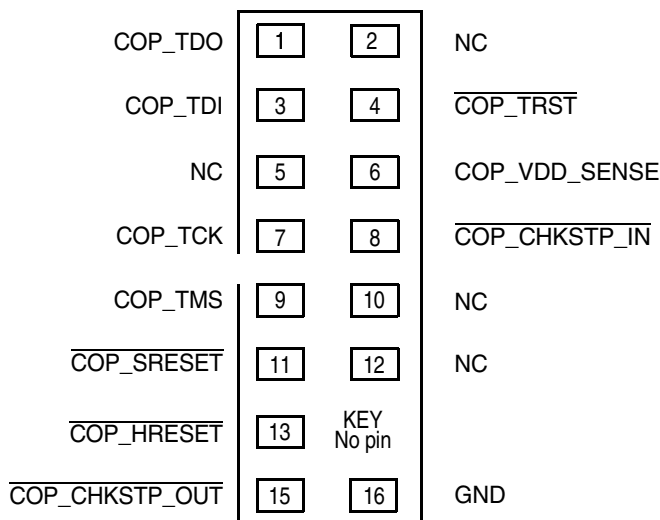 COP_TDO 1 2 NC
COP_TDI 3 4 COP_TRST
NC 5 6 COP_VDD_SENSE
COP_TCK 7 8 COP_CHKSTP_IN
COP_TMS 9 10 NC
COP_SRESET 11 12 NC
COP_HRESET 13 KEY
No pin
COP_CHKSTP_OUT 15 16 GND